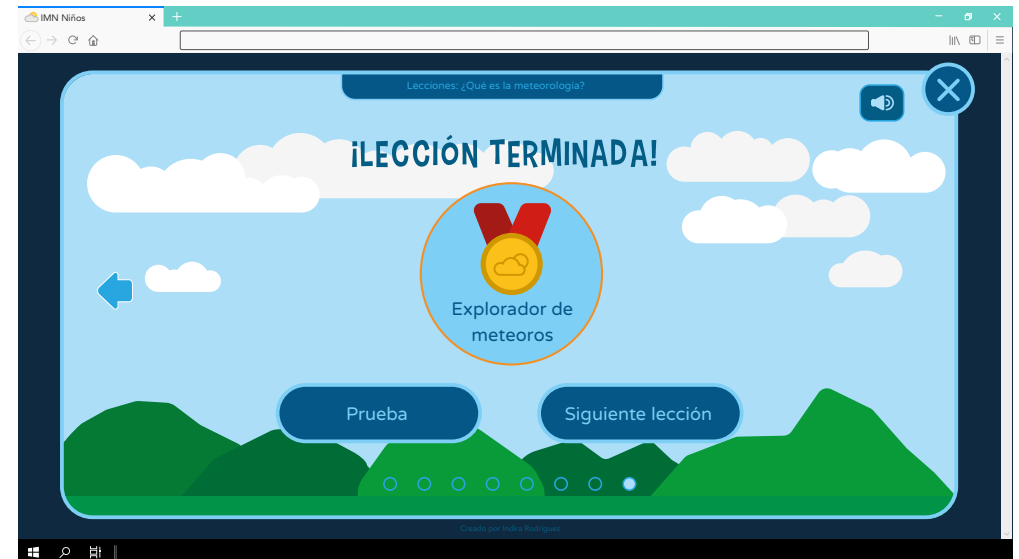 IMN Niños
Lecciones: ¿Qué es la meteorología?
¡LECCIÓN TERMINADA!
Explorador de
meteoros
Prueba
Siguiente lección
Creado por Indira Rodríguez